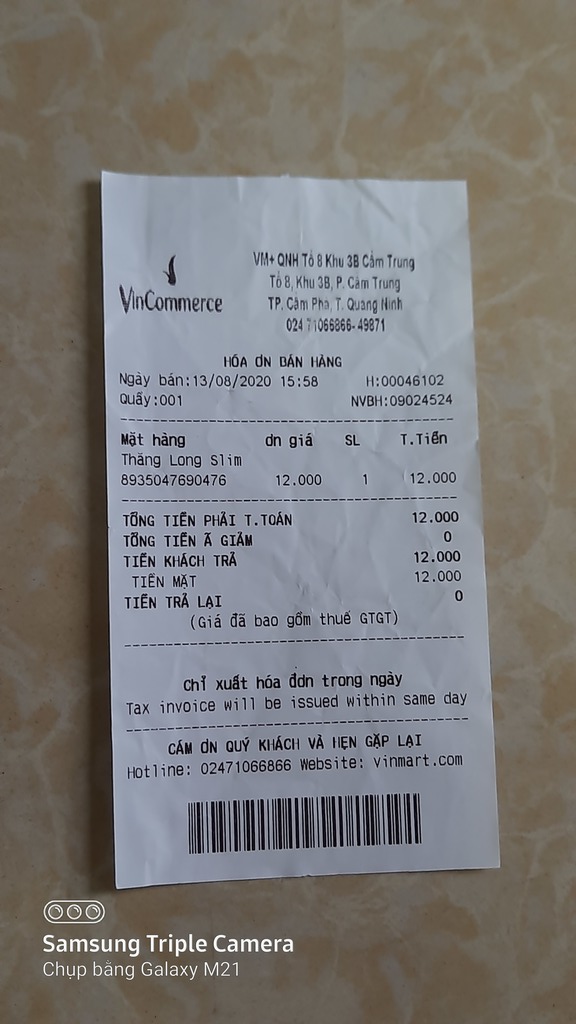 VinCommerce
VM+ QNH Tổ 8 Khu 3B Cẩm Trung
Tổ 8, Khu 3B, P. Cẩm Trung
TP. Cẩm Phả, T. Quảng Ninh
024 71066866-49871
HÓA ƠN BÁN HÀNG
Ngày bán:13/08/2020 15:58 H:00046102
Quầy:001 NVBH:09024524
Mặt hàng ơn giá SL T.Tiền
Thăng Long Slim
8935047690476 12.000 1 12.000
TỔNG TIỀN PHẢI T.TOÁN 12.000
TỔNG TIỀN Ã GIẢM 0
TIỀN KHÁCH TRẢ 12.000
TIỀN MẶT 12.000
TIỀN TRẢ LẠI 0
(Giá đã bao gồm thuế GTGT)
Chỉ xuất hóa đơn trong ngày
Tax invoice will be issued within same day
CÁM ƠN QUÝ KHÁCH VÀ HẸN GẶP LẠI
Hotline: 02471066866 Website: vinmart.com
Samsung Triple Camera
Chụp bằng Galaxy M21